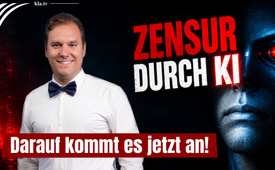 kla.tv
ZENSUR
DURCH KI
Darauf kommt es jetzt an!